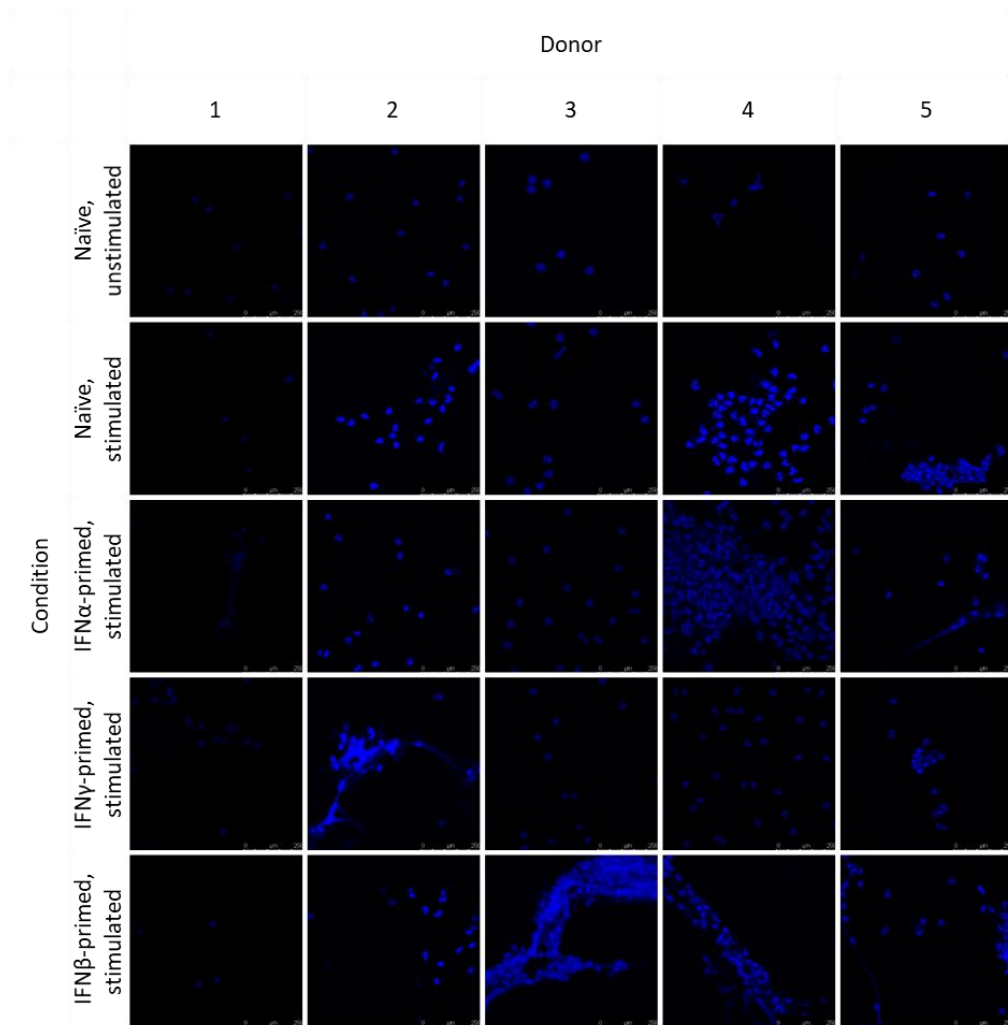 Donor
1 2 3 4 5
Condition
Naïve,
unstimulated
Naïve,
stimulated
IFNα-primed,
stimulated
IFNγ-primed,
stimulated
IFNβ-primed,
stimulated